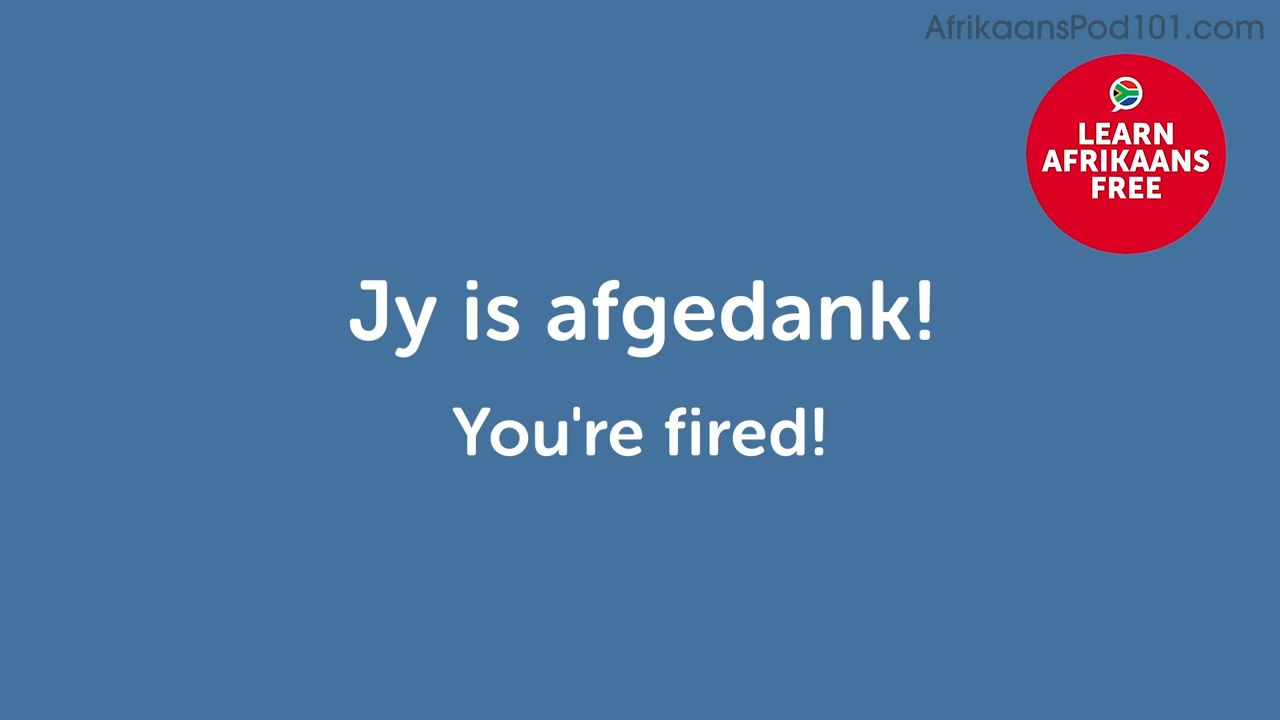 AfrikaansPod101.com
LEARN
AFRIKAANS
FREE
Jy is afgedank!
You're fired!